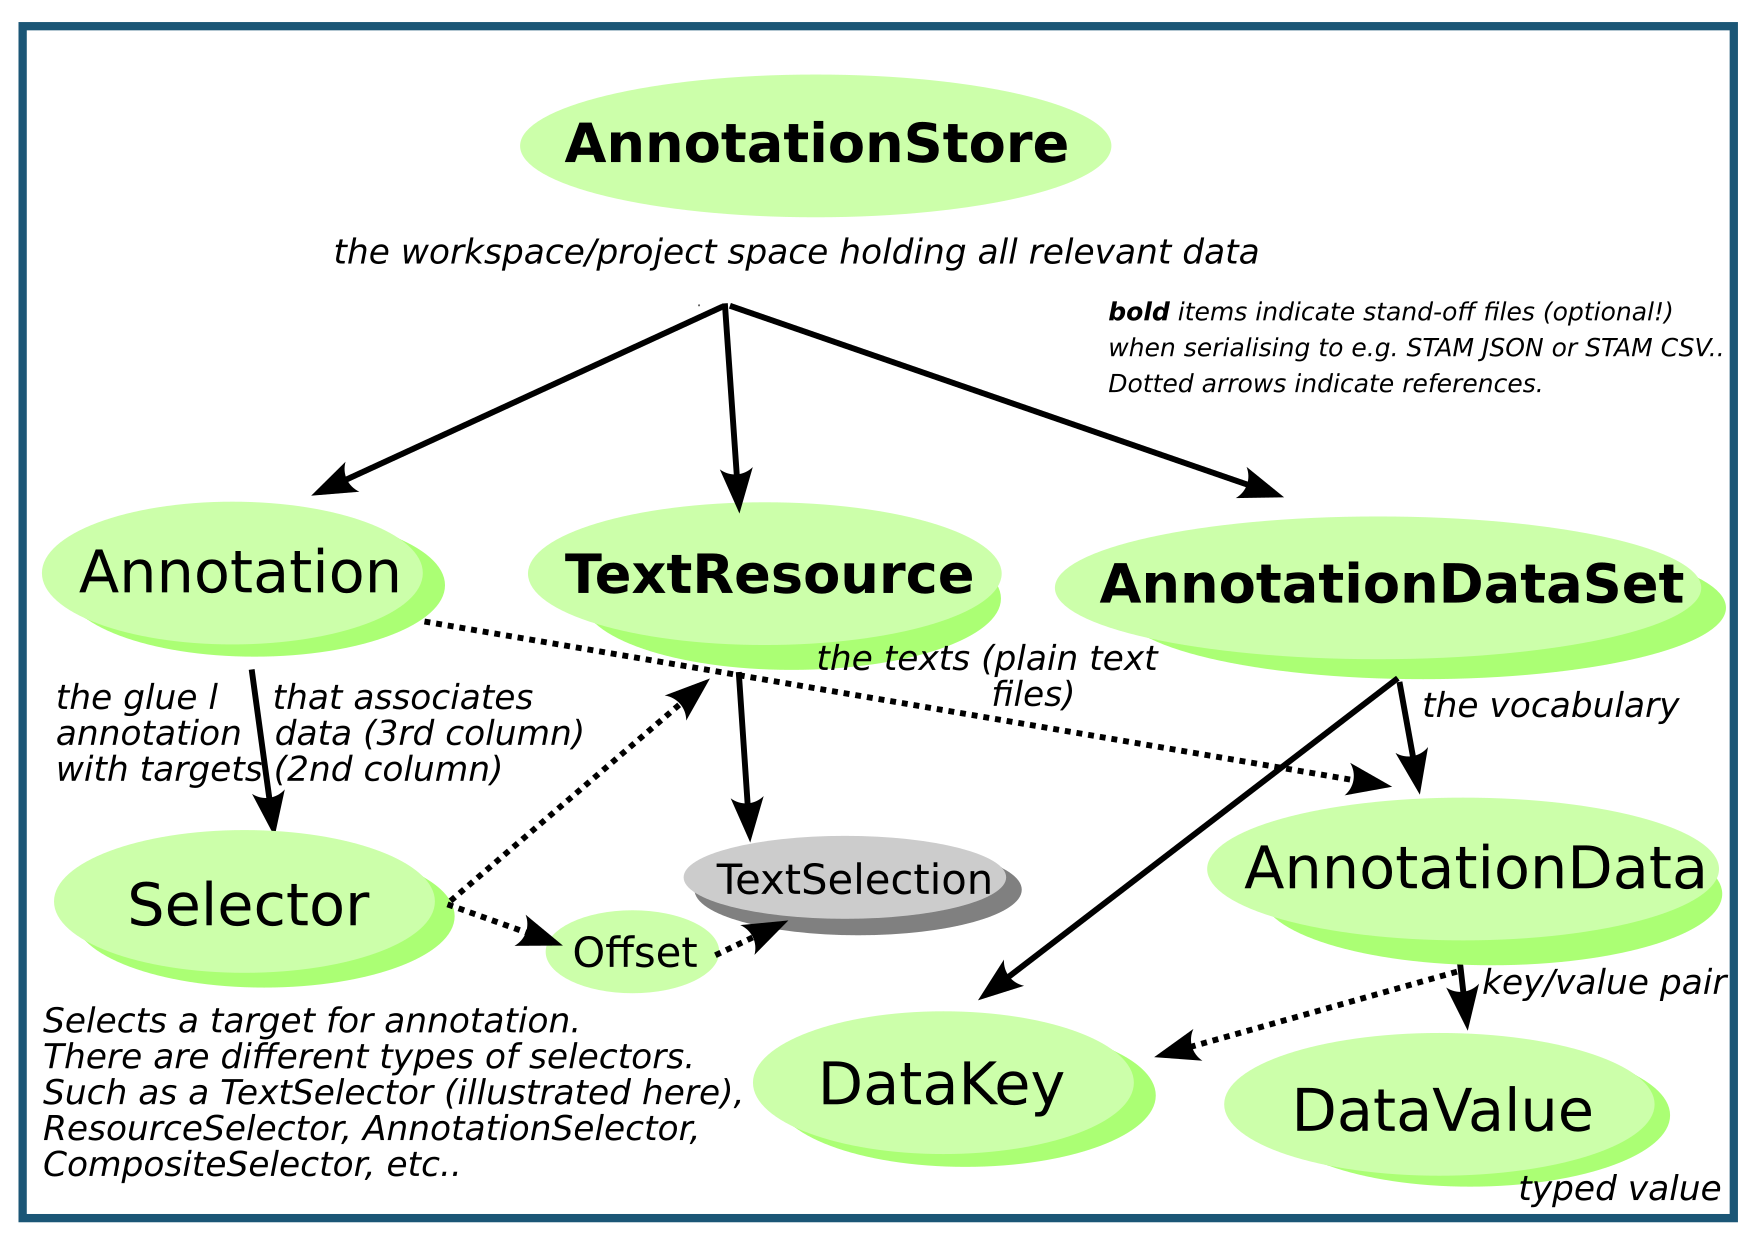 AnnotationStore
the workspace/project space holding all relevant data
bold items indicate stand-off files (optional!)
when serialising to e.g. STAM JSON or STAM CSV..
Dotted arrows indicate references.
Annotation
TextResource
AnnotationDataSet
the texts (plain text
files)
the glue l that associates
annotation data (3rd column)
with targets (2nd column)
the vocabulary
AnnotationData
Selector
TextSelection
Offset
key/value pair
Selects a target for annotation.
There are different types of selectors.
Such as a TextSelector (illustrated here),
ResourceSelector, AnnotationSelector,
CompositeSelector, etc..
DataKey
DataValue
typed value